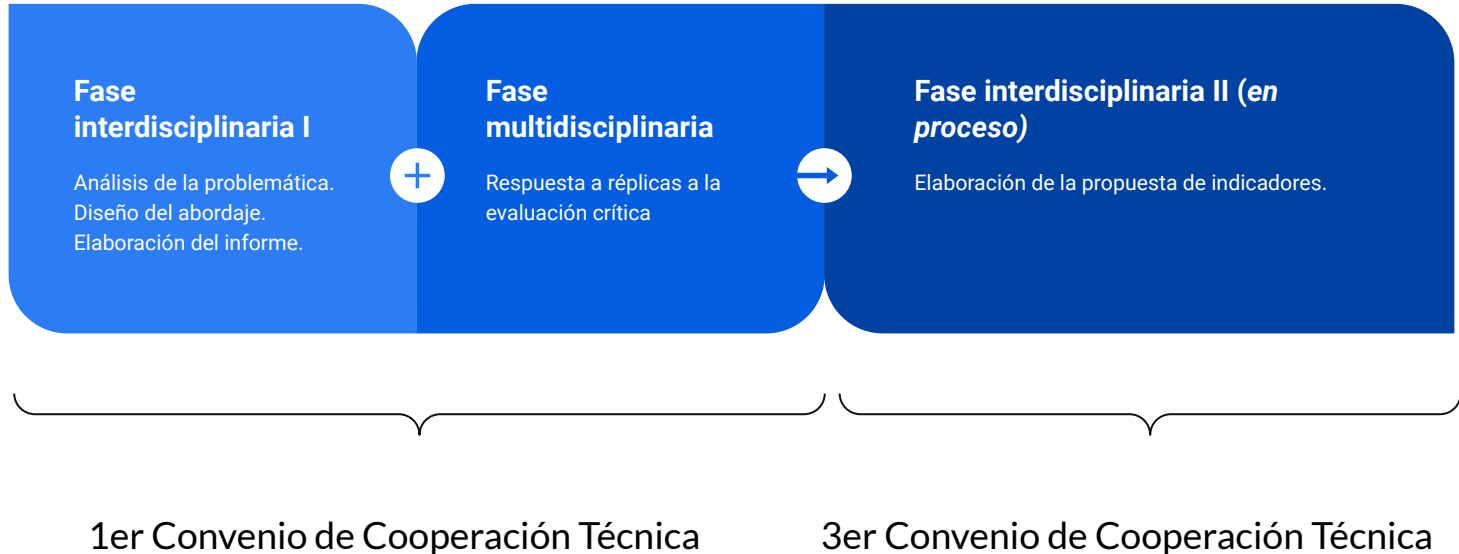 Fase
interdisciplinaria I
Análisis de la problemática.
Diseño del abordaje.
Elaboración del informe.
+
Fase
multidisciplinaria
Respuesta a réplicas a la
evaluación crítica
Fase interdisciplinaria II (en
proceso)
Elaboración de la propuesta de indicadores.
1er Convenio de Cooperación Técnica
3er Convenio de Cooperación Técnica